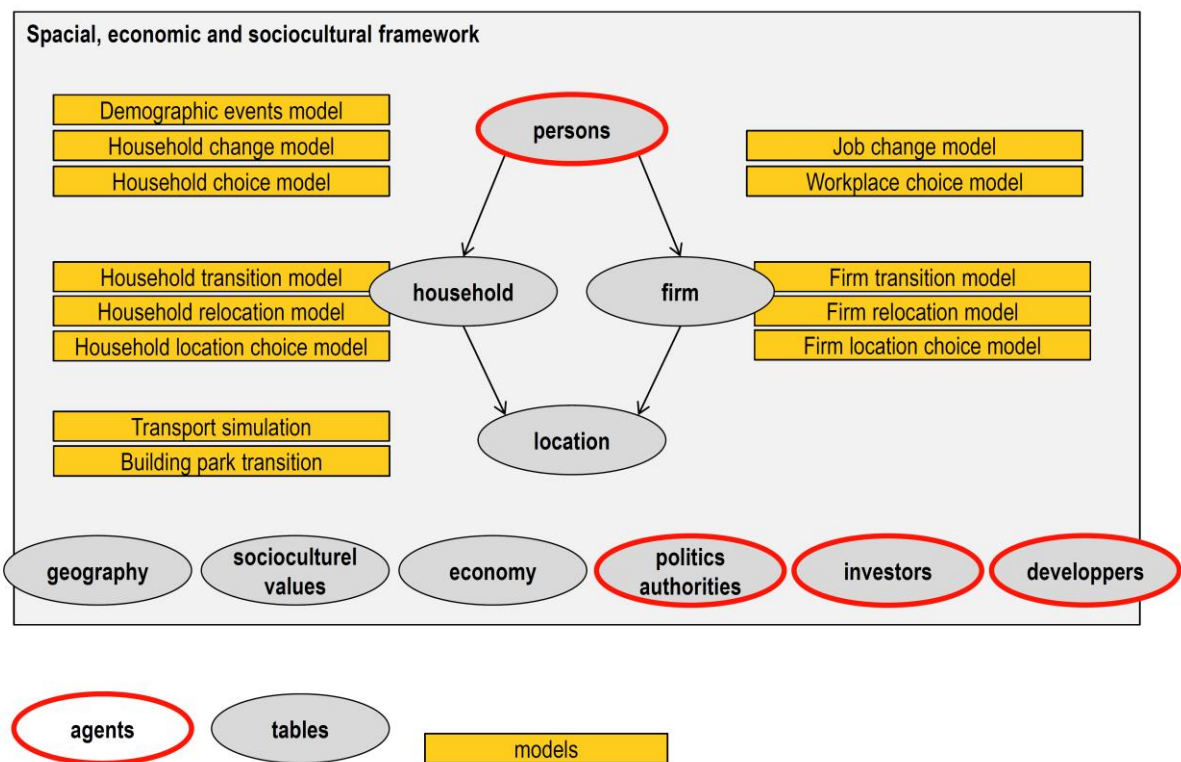 Spacial, economic and sociocultural framework
Demographic events model
Household change model
Household choice model
persons
Job change model
Workplace choice model
Household transition model
Household relocation model
Household location choice model
household
firm
Firm transition model
Firm relocation model
Firm location choice model
Transport simulation
Building park transition
location
geography
socioculturel
values
economy
politics
authorities
investors
developpers
agents
tables
models